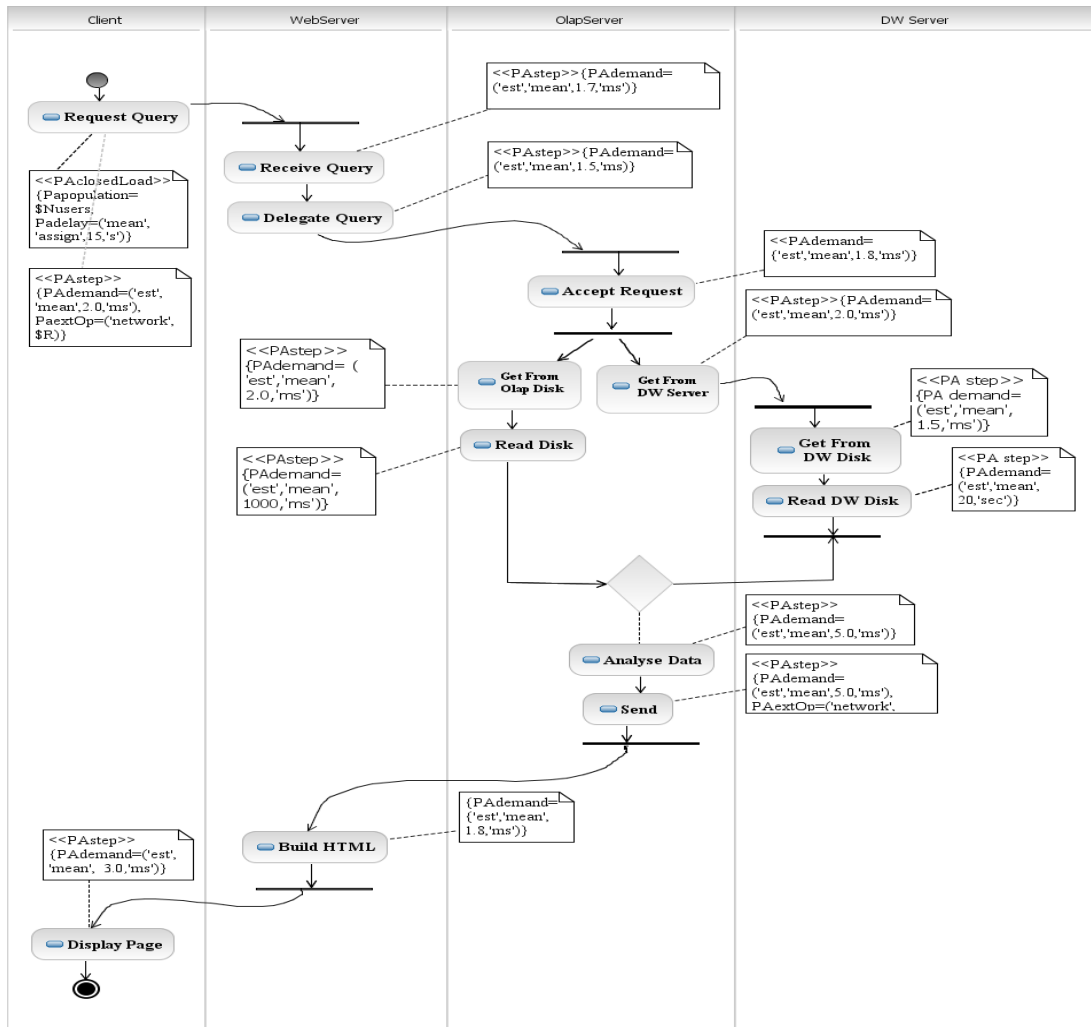 Client
WebServer
OlapServer
DW Server
Request Query
<<PAclosedLoad>>
{Papopulation=
$Nusers,
Padelay=('mean',
'assign',15,'s')}
<<PAstep>>
{PAdemand=('est',
'mean',2.0,'ms'),
PaextOp=('network',
$R)}
<<PAstep>>{PAdemand=
('est','mean',1.7,'ms')}
Receive Query
<<PAstep>>{PAdemand=
('est','mean',1.5,'ms)}
Delegate Query
<<PAdemand=
{'est','mean',1.8,'ms')}
Accept Request
<<PAstep>>{PAdemand=
('est','mean',2.0,'ms')}
<<PAstep>>
{PAdemand= (
'est','mean',
2.0,'ms')}
Get From
Olap Disk
Get From
DW Server
<<PA step>>
{PA demand=
('est','mean',
1.5,'ms')}
Get From
DW Disk
<<PAstep>>
{PAdemand=
('est','mean',
1000,'ms')}
Read Disk
<<PA step>>
{PAdemand=
('est','mean',
20,'sec')}
Read DW Disk
<<PAstep>>
{PAdemand=
('est','mean',5.0,'ms')}
Analyse Data
<<PAstep>>
{PAdemand=
('est','mean',5.0,'ms'),
PAextOp=('network',
Send
{PAdemand=
{'est','mean',
1.8,'ms')}
Build HTML
<<PAstep>>
{PAdemand=('est',
'mean', 3.0,'ms')}
Display Page